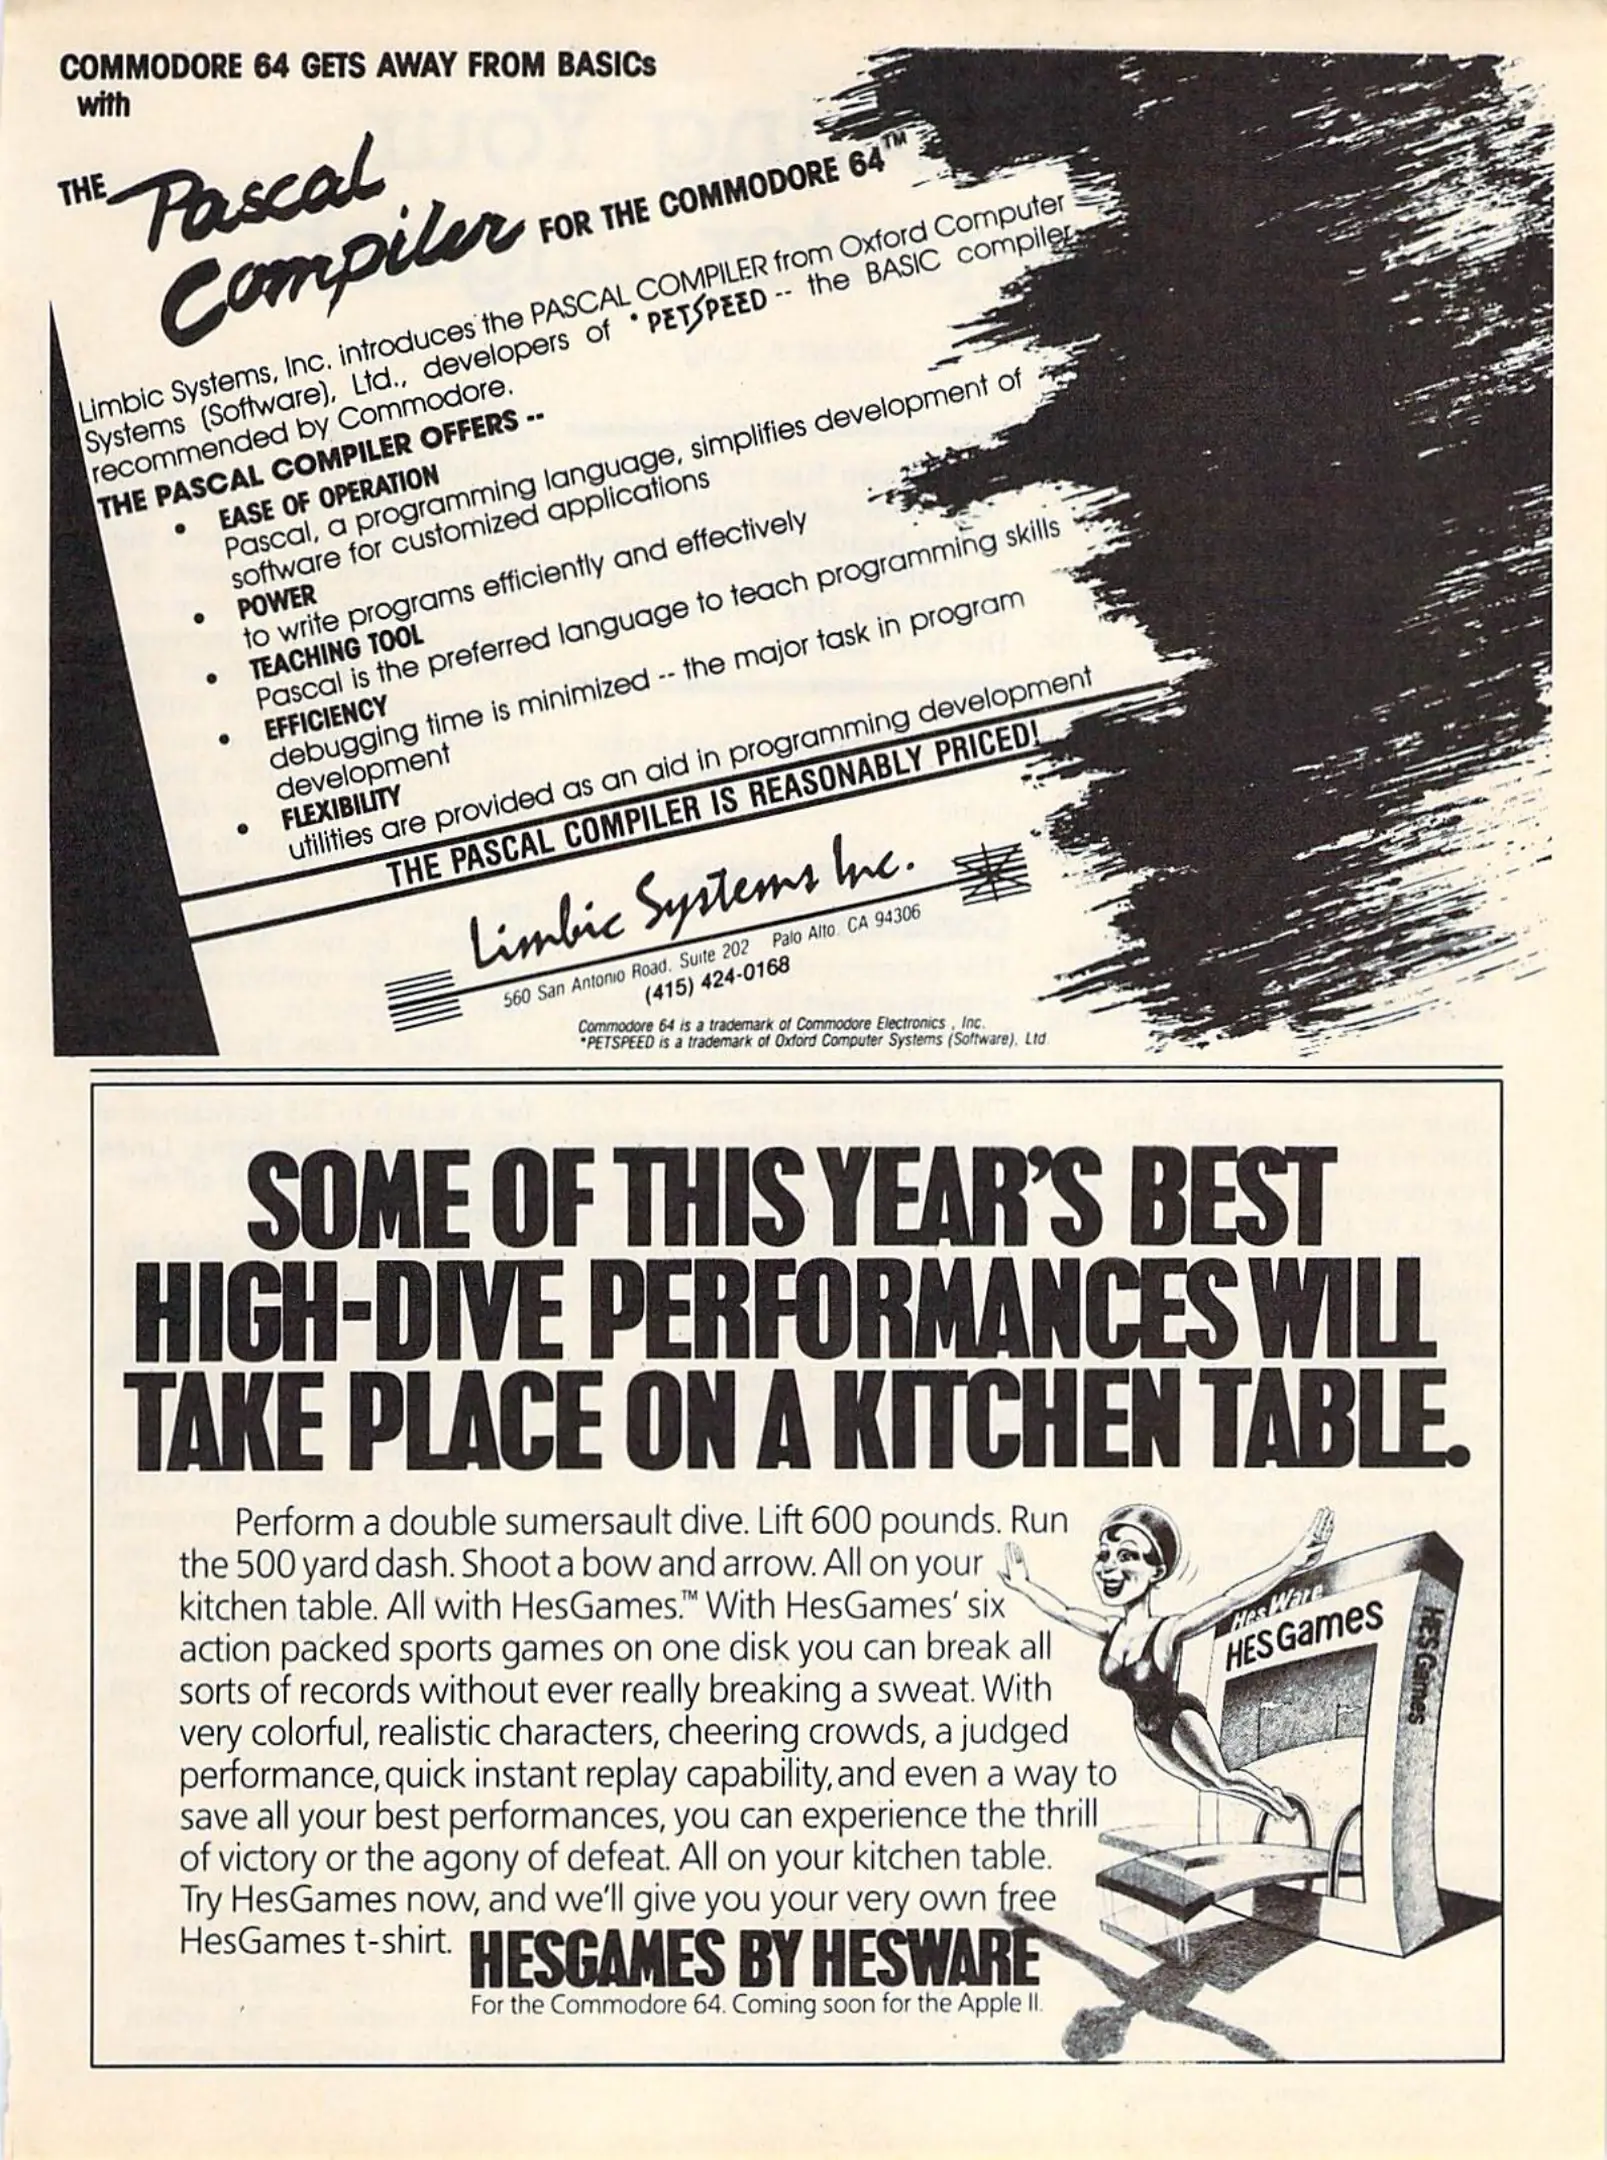 COMMODORE 64 GETS AWAY FROM BASICs
with
THE Pascal
Compiler FOR THE COMMODORE 64™
Limbic Systems, Inc. introduces the PASCAL COMPILER from Oxford Computer
Systems (Software), Ltd., developers of *PETSPEED -- the BASIC compiler
recommended by Commodore.
THE PASCAL COMPILER OFFERS --
• EASE OF OPERATION
Pascal, a programming language, simplifies development of
software for customized applications
• POWER
to write programs efficiently and effectively
• TEACHING TOOL
Pascal is the preferred language to teach programming skills
• EFFICIENCY
debugging time is minimized -- the major task in program
development
• FLEXIBILITY
utilities are provided as an aid in programming development
THE PASCAL COMPILER IS REASONABLY PRICED!
Limbic Systems Inc.
560 San Antonio Road, Suite 202 Palo Alto, CA 94306
(415) 424-0168
Commodore 64 is a trademark of Commodore Electronics, Inc.
*PETSPEED is a trademark of Oxford Computer Systems (Software), Ltd.
SOME OF THIS YEAR'S BEST
HIGH-DIVE PERFORMANCES WILL
TAKE PLACE ON A KITCHEN TABLE.
Perform a double sumersault dive. Lift 600 pounds. Run
the 500 yard dash. Shoot a bow and arrow. All on your
kitchen table. All with HesGames.™ With HesGames' six
action packed sports games on one disk you can break all
sorts of records without ever really breaking a sweat. With
very colorful, realistic characters, cheering crowds, a judged
performance, quick instant replay capability, and even a way to
save all your best performances, you can experience the thrill
of victory or the agony of defeat. All on your kitchen table.
Try HesGames now, and we'll give you your very own free
HesGames t-shirt.
HESGAMES BY HESWARE
For the Commodore 64. Coming soon for the Apple II.
HesWare
HESGames
HESGames